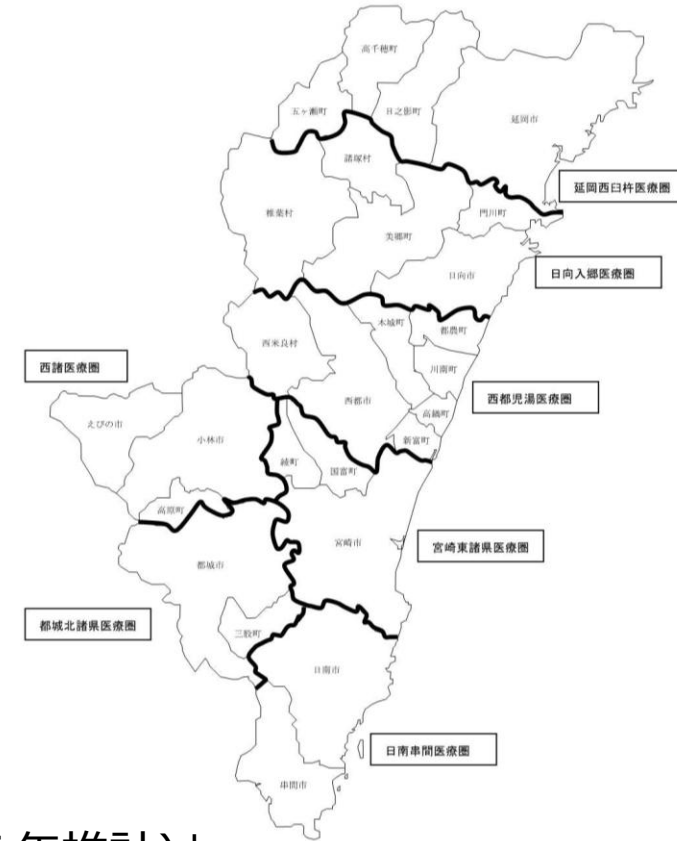 高千穂町
五ヶ瀬町
日之影町
延岡市
諸塚村
延岡西臼杵医療圏
椎葉村
門川町
美郷町
日向市
日向入郷医療圏
木城町
都農町
西米良村
川南町
西諸医療圏
西都市
西都児湯医療圏
高鍋町
えびの市
小林市
新富町
綾町
国富町
高原町
宮崎市
宮崎東諸県医療圏
都城市
都城北諸県医療圏
三股町
日南市
日南串間医療圏
串間市
年推計)